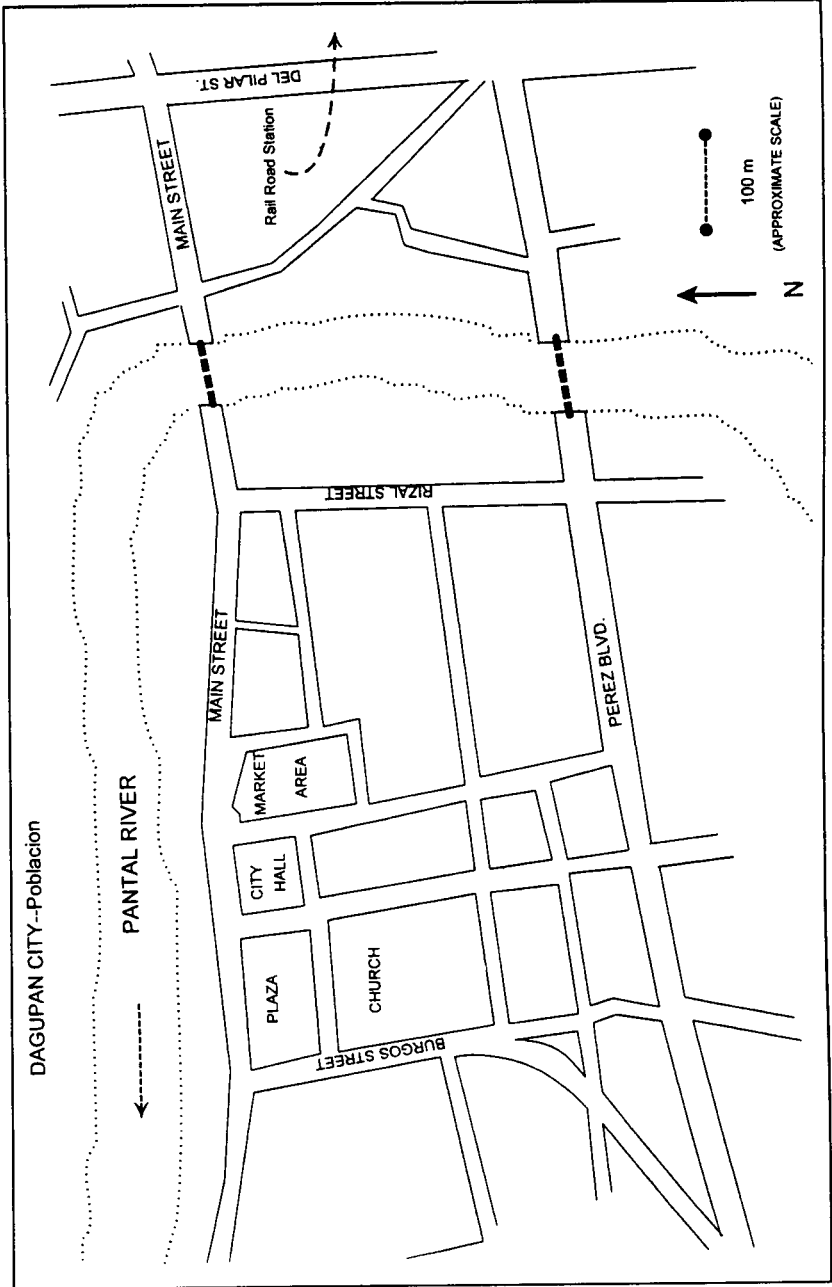 DAGUPAN CITY--Poblacion
PANTAL RIVER
MAIN STREET
MAIN STREET
DEL PILAR ST.
Rail Road Station
RIZAL STREET
MARKET
AREA
CITY
HALL
PLAZA
CHURCH
BURGOS STREET
PEREZ BLVD.
N
100 m
(APPROXIMATE SCALE)